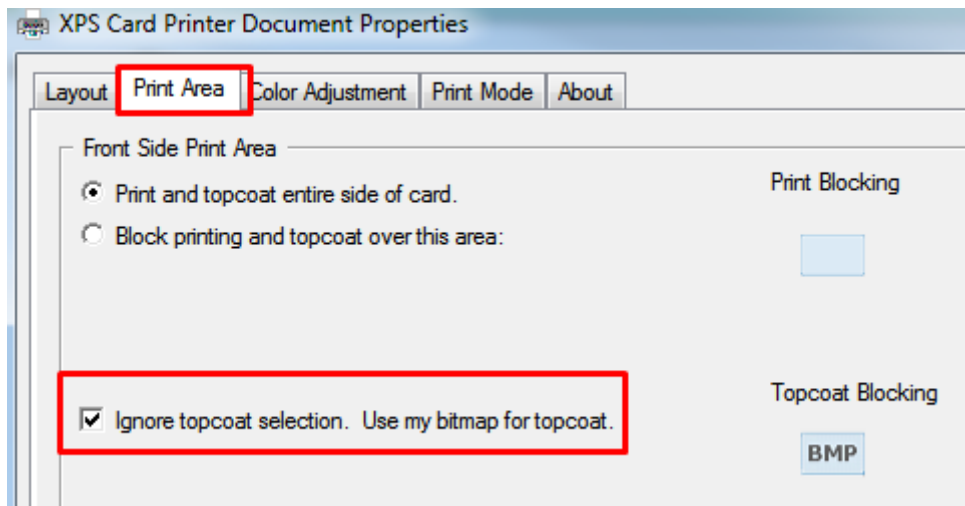 XPS Card Printer Document Properties
Layout Print Area Color Adjustment Print Mode About
Front Side Print Area
Print and topcoat entire side of card.
Print Blocking
Block printing and topcoat over this area:
Topcoat Blocking
Ignore topcoat selection. Use my bitmap for topcoat.
BMP